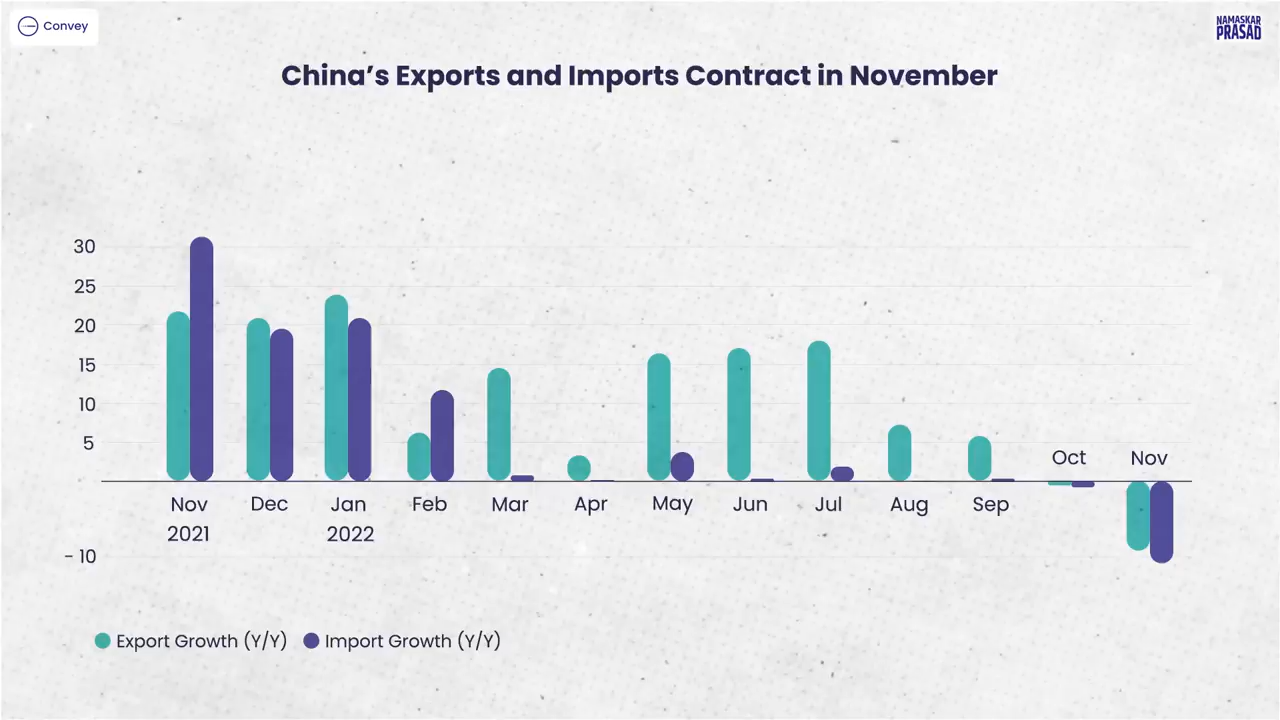 Convey
NAMASKAR
PRASAD
China's Exports and Imports Contract in November
30
25
20
15
10
5
- 10
Nov
2021
Dec
Jan
2022
Feb
Mar
Apr
May
Jun
Jul
Aug
Sep
Oct
Nov
Export Growth (Y/Y)
Import Growth (Y/Y)